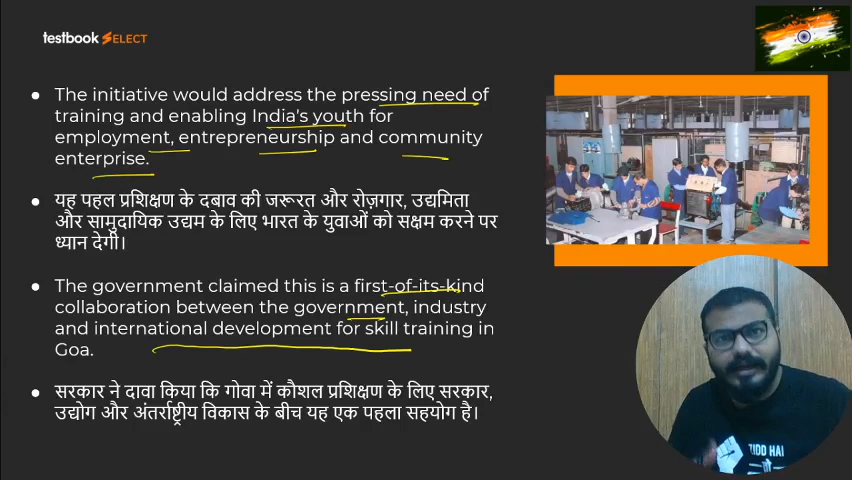 testbook SELECT
The initiative would address the pressing need of
training and enabling India's youth for
employment, entrepreneurship and community
enterprise.
यह पहल प्रशिक्षण के दबाव की जरूरत और रोज़गार, उद्यमिता
और सामुदायिक उद्यम के लिए भारत के युवाओं को सक्षम करने पर
ध्यान देगी।
The government claimed this is a first-of-its-kind
collaboration between the government, industry
and international development for skill training in
Goa.
सरकार ने दावा किया कि गोवा में कौशल प्रशिक्षण के लिए सरकार,
उद्योग और अंतर्राष्ट्रीय विकास के बीच यह एक पहला सहयोग है।
ZIDD HAI